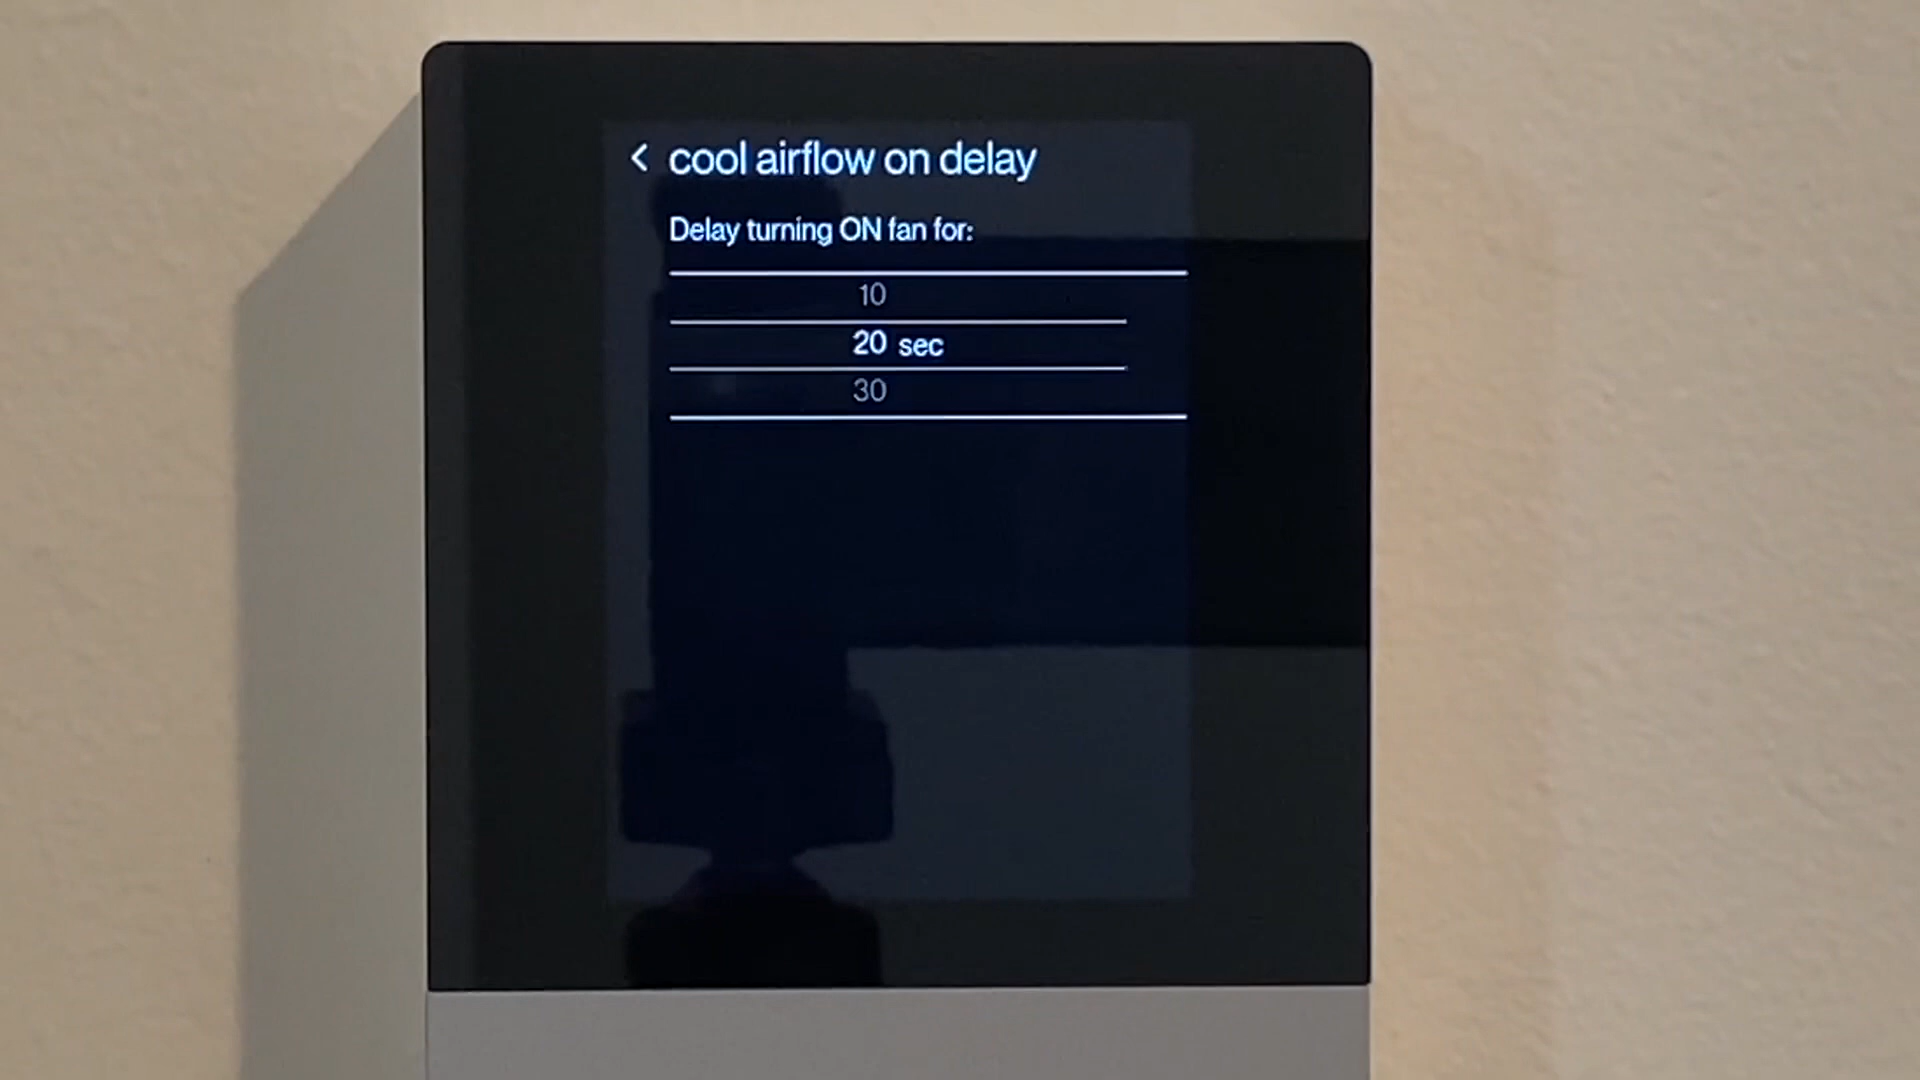 < cool airflow on delay
Delay turning ON fan for:
10
20 sec
30